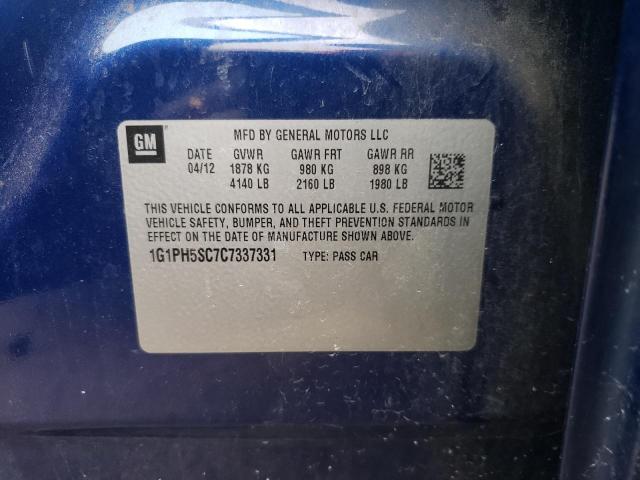 GM
MFD BY GENERAL MOTORS LLC
DATE GVWR GAWR FRT GAWR RR
04/12 1878 KG 980 KG 898 KG
4140 LB 2160 LB 1980 LB
THIS VEHICLE CONFORMS TO ALL APPLICABLE U.S. FEDERAL MOTOR
VEHICLE SAFETY, BUMPER, AND THEFT PREVENTION STANDARDS IN
EFFECT ON THE DATE OF MANUFACTURE SHOWN ABOVE.
1G1PH5SC7C7337331 TYPE: PASS CAR